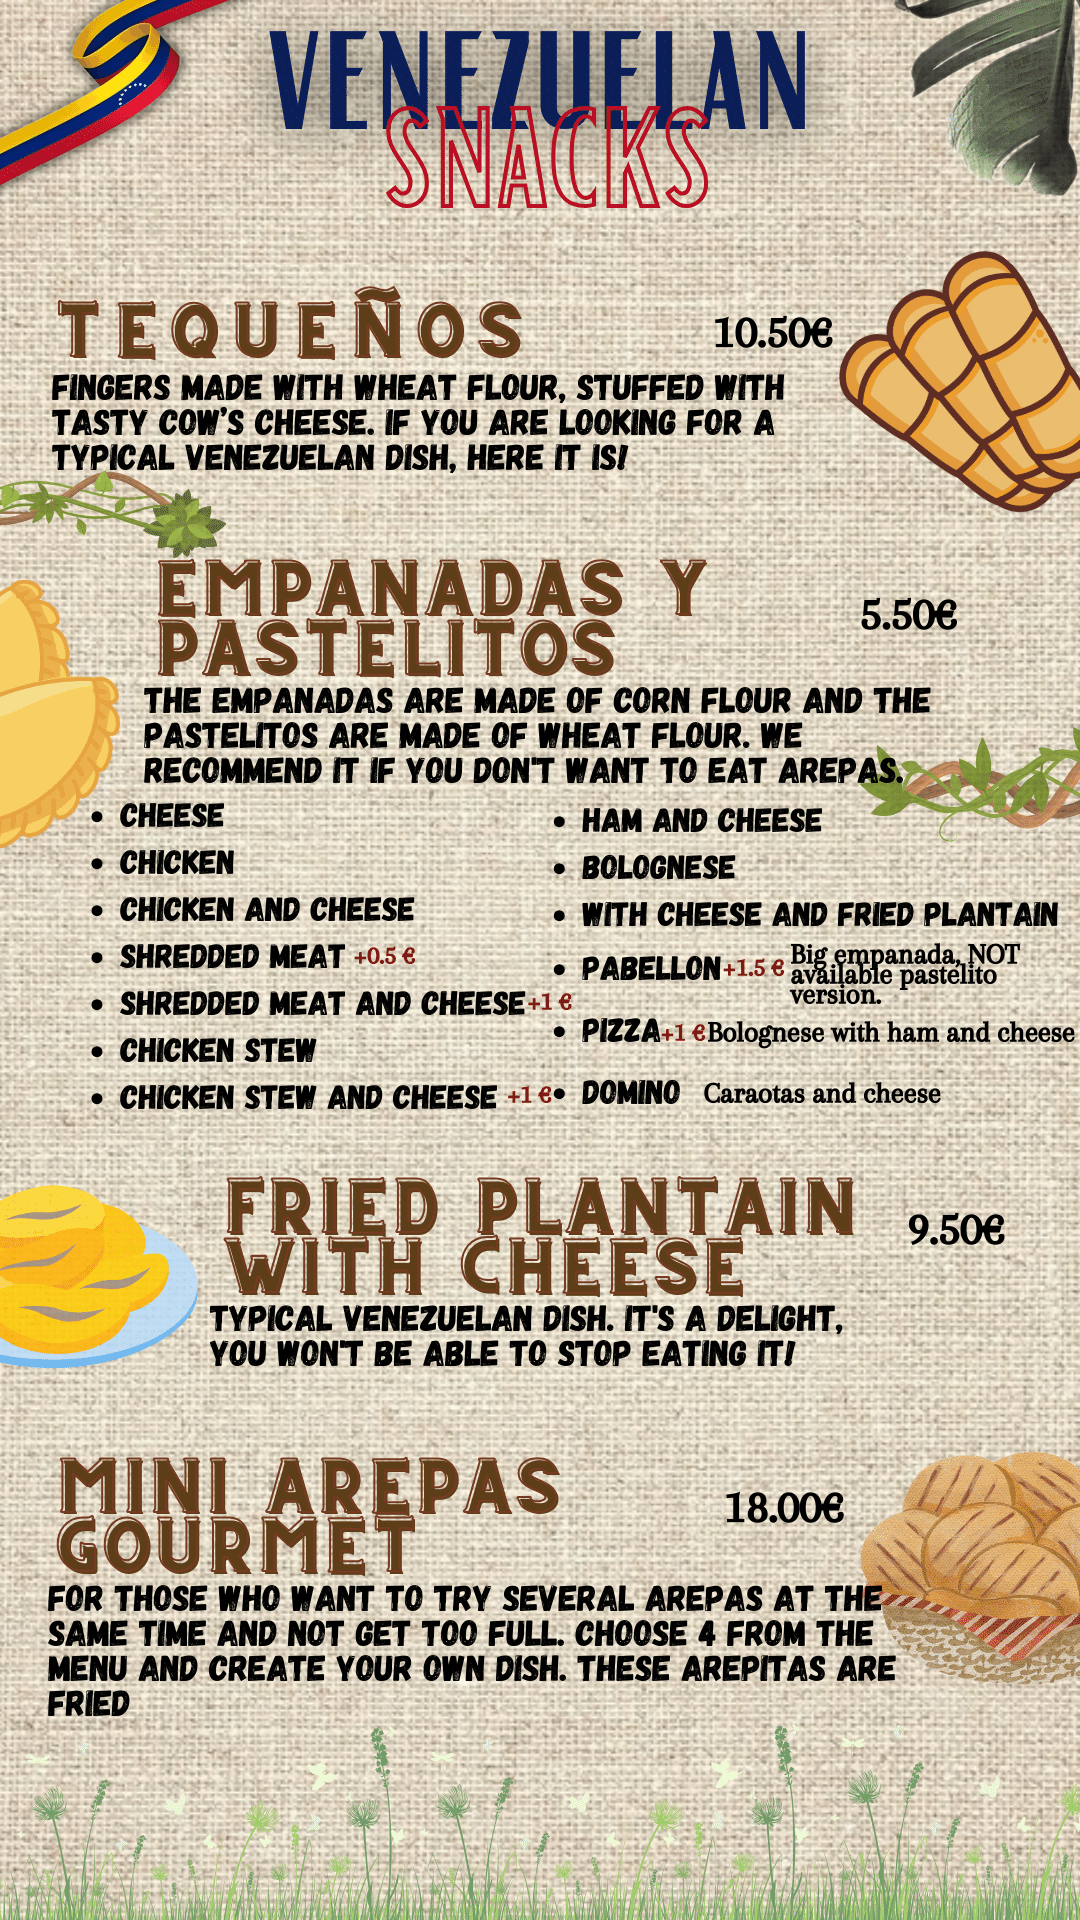 VENEZUELAN
SNACKS
TEQUEÑOS
10.50€
FINGERS MADE WITH WHEAT FLOUR, STUFFED WITH
TASTY COW'S CHEESE. IF YOU ARE LOOKING FOR A
TYPICAL VENEZUELAN DISH, HERE IT IS!
EMPANADAS Y
PASTELITOS
5.50€
THE EMPANADAS ARE MADE OF CORN FLOUR AND THE
PASTELITOS ARE MADE OF WHEAT FLOUR. WE
RECOMMEND IT IF YOU DON'T WANT TO EAT AREPAS.
• CHEESE
• CHICKEN
• CHICKEN AND CHEESE
• SHREDDED MEAT +0.5 €
• SHREDDED MEAT AND CHEESE +1 €
• CHICKEN STEW
• CHICKEN STEW AND CHEESE +1 €
• HAM AND CHEESE
• BOLOGNESE
• WITH CHEESE AND FRIED PLANTAIN
• PABELLON +1.5 € Big empanada, NOT
available pastelito
version.
• PIZZA +1 € Bolognese with ham and cheese
• DOMINO Caraotas and cheese
FRIED PLANTAIN
WITH CHEESE
9.50€
TYPICAL VENEZUELAN DISH. IT'S A DELIGHT,
YOU WON'T BE ABLE TO STOP EATING IT!
MINI AREPAS
GOURMET
18.00€
FOR THOSE WHO WANT TO TRY SEVERAL AREPAS AT THE
SAME TIME AND NOT GET TOO FULL. CHOOSE 4 FROM THE
MENU AND CREATE YOUR OWN DISH. THESE AREPITAS ARE
FRIED